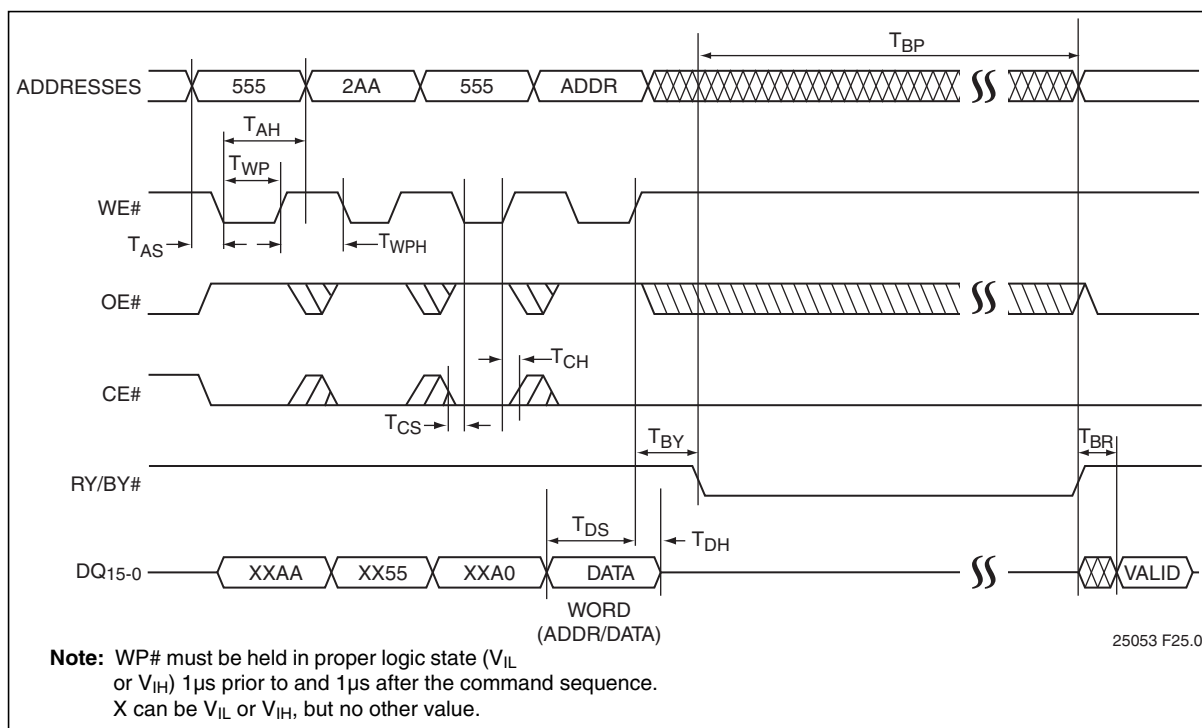 T_BP
ADDRESSES 555 2AA 555 ADDR
T_AH
T_WP
WE#
T_AS T_WPH
OE#
T_CH
CE#
T_CS
T_BY T_BR
RY/BY#
T_DS T_DH
DQ15-0 XXAA XX55 XXA0 DATA VALID
WORD
(ADDR/DATA)
25053 F25.0
Note: WP# must be held in proper logic state (V_IL
or V_IH) 1µs prior to and 1µs after the command sequence.
X can be V_IL or V_IH, but no other value.